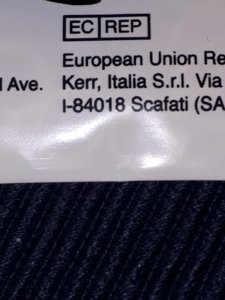 EC REP
European Union Re
l Ave. Kerr, Italia S.r.l. Via
I-84018 Scafati (SA